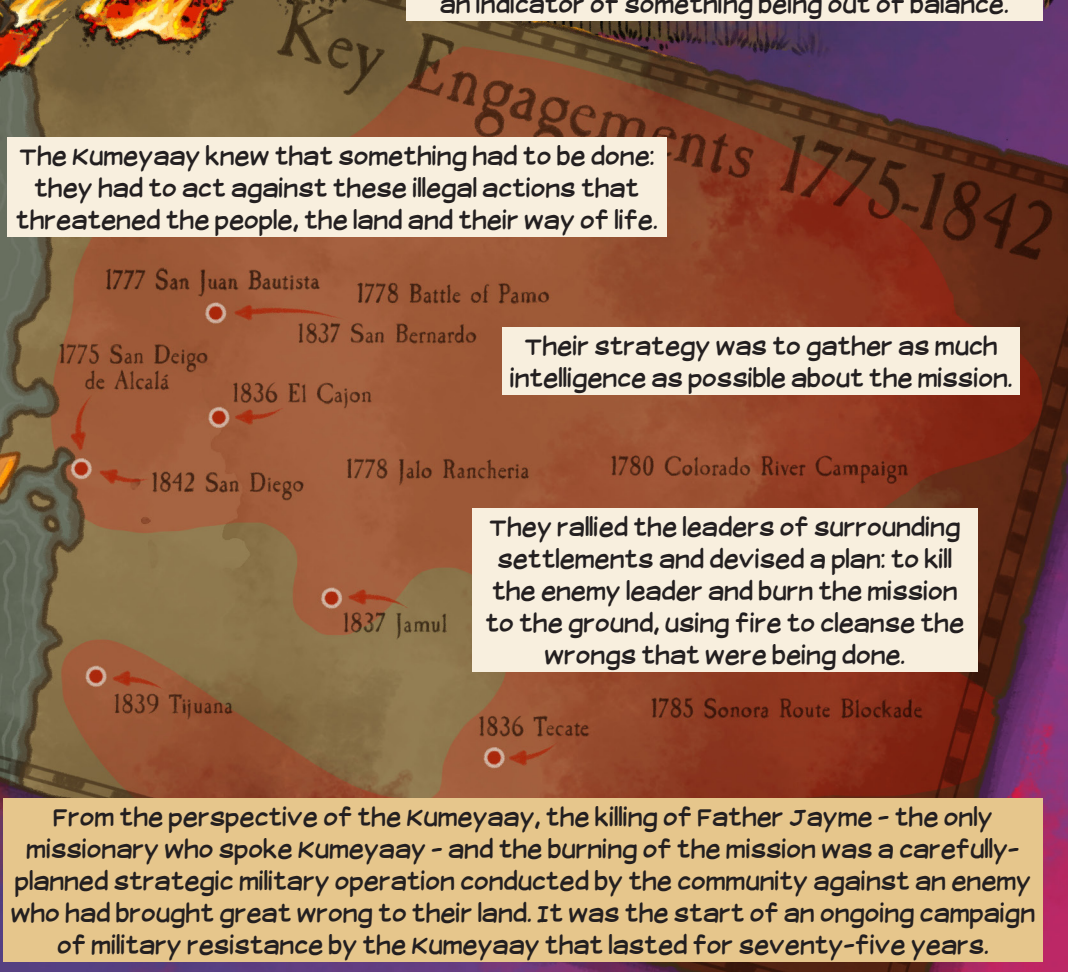 an indicator of something being out of balance.
Key Engagements 1775-1842
The Kumeyaay knew that something had to be done:
they had to act against these illegal actions that
threatened the people, the land and their way of life.
1777 San Juan Bautista
1778 Battle of Pamo
1837 San Bernardo
Their strategy was to gather as much
intelligence as possible about the mission.
1775 San Deigo
de Alcalá
1836 El Cajon
1842 San Diego
1778 Jalo Rancheria
1780 Colorado River Campaign
They rallied the leaders of surrounding
settlements and devised a plan: to kill
the enemy leader and burn the mission
to the ground, using fire to cleanse the
wrongs that were being done.
1837 Jamul
1839 Tijuana
1836 Tecate
1785 Sonora Route Blockade
From the perspective of the Kumeyaay, the killing of Father Jayme - the only
missionary who spoke Kumeyaay - and the burning of the mission was a carefully-
planned strategic military operation conducted by the community against an enemy
who had brought great wrong to their land. It was the start of an ongoing campaign
of military resistance by the Kumeyaay that lasted for seventy-five years.